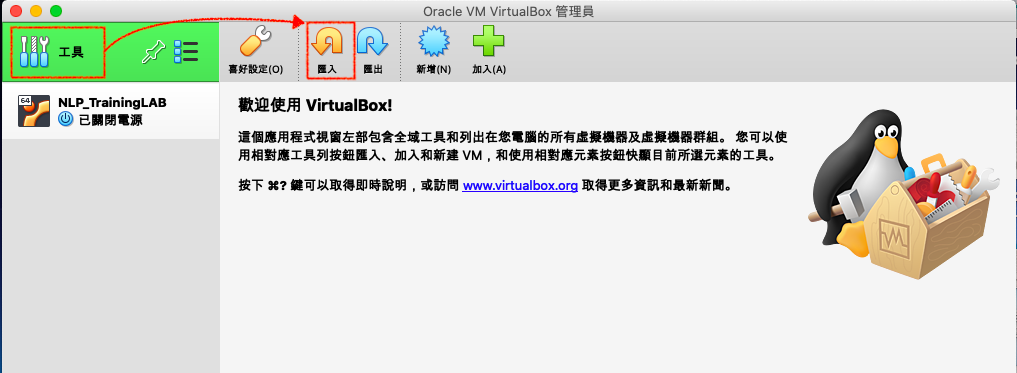 Oracle VM VirtualBox 管理員
工具
喜好設定(O)
匯入
匯出
新增(N)
加入(A)
64
NLP_TrainingLAB
已關閉電源
歡迎使用 VirtualBox!
這個應用程式視窗左部包含全域工具和列出在您電腦的所有虛擬機器及虛擬機器群組。 您可以使
用相對應工具列按鈕匯入、加入和新建 VM，和使用相對應元素按鈕快顯目前所選元素的工具。
按下 ⌘? 鍵可以取得即時說明，或訪問 www.virtualbox.org 取得更多資訊和最新新聞。